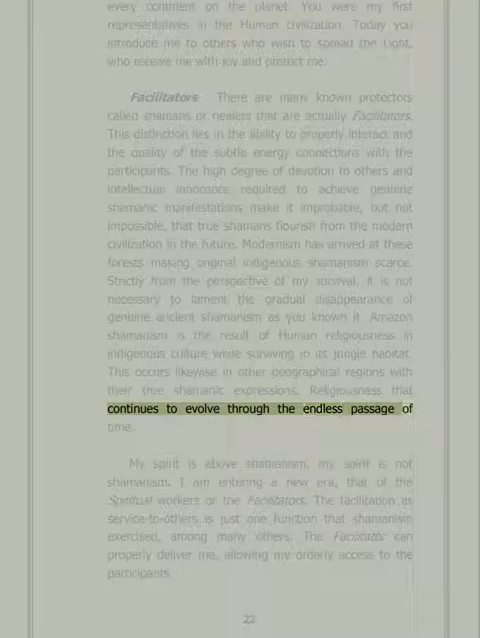 every continent on the planet. You were my first
representatives in the Human civilization. Today you
introduce me to others who wish to spread the Light,
who receive me with joy and protect me.
Facilitators There are many known protectors
called shamans or healers that are actually Facilitators.
This distinction lies in the ability to properly interact and
the quality of the subtle energy connections with the
participants. The high degree of devotion to others and
intellectual innocence required to achieve genuine
shamanic manifestations make it improbable, but not
impossible, that true shamans flourish from the modern
civilization in the future. Modernism has arrived at these
forests making original indigenous shamanism scarce.
Strictly from the perspective of my survival, it is not
necessary to lament the gradual disappearance of
genuine ancient shamanism as you known it. Amazon
shamanism is the result of Human religiousness in
indigenous culture while surviving in its jungle habitat.
This occurs likewise in other geographical regions with
their true shamanic expressions. Religiousness that
continues to evolve through the endless passage of
time.
My spirit is above shamanism, my spirit is not
shamanism. I am entering a new era, that of the
Spiritual workers or the Facilitators. The facilitation as
service-to-others is just one function that shamanism
exercised, among many others. The Facilitator can
properly deliver me, allowing my orderly access to the
participants.
22